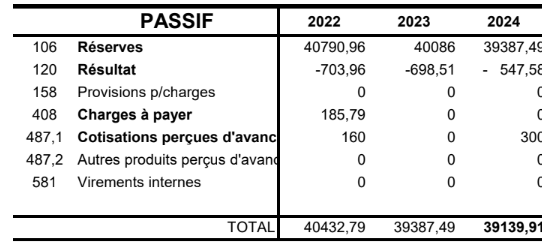 PASSIF 2022 2023 2024
106 Réserves 40790,96 40086 39387,49
120 Résultat -703,96 -698,51 - 547,58
158 Provisions p/charges 0 0 0
408 Charges à payer 185,79 0 0
487,1 Cotisations perçues d'avanc 160 0 300
487,2 Autres produits perçus d'avanc 0 0 0
581 Virements internes 0 0 0
TOTAL 40432,79 39387,49 39139,91